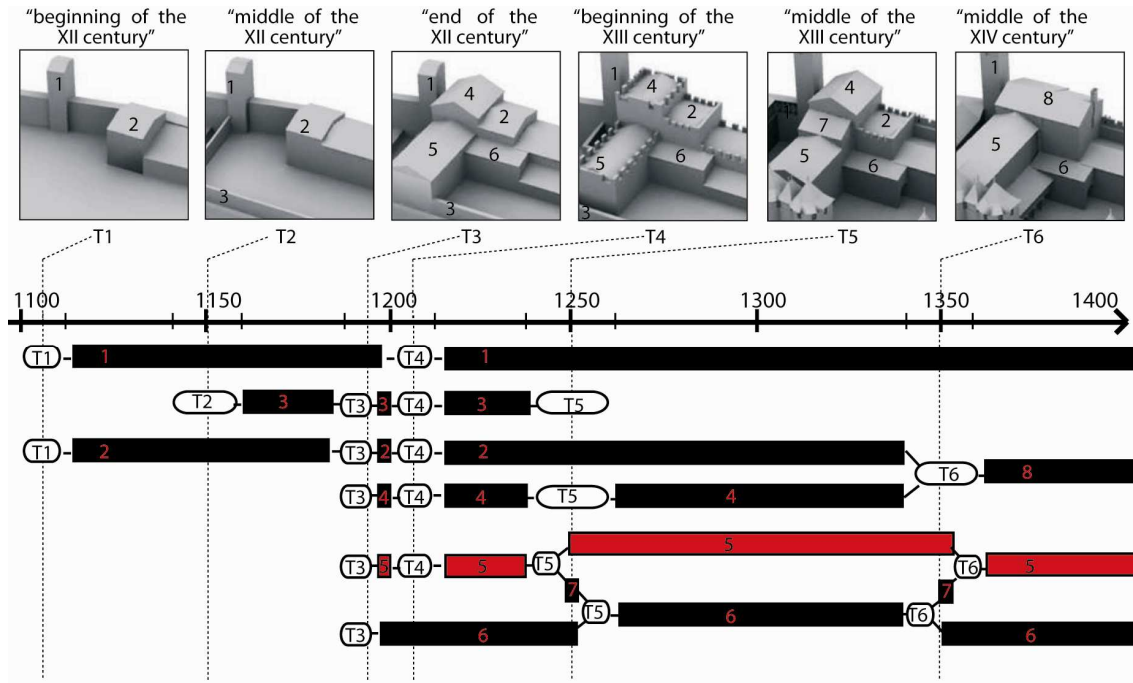 “beginning of the
XII century”
“middle of the
XII century”
“end of the
XII century”
“beginning of the
XIII century”
“middle of the
XIII century”
“middle of the
XIV century”
1
2
1
2
3
1
4
2
5
6
3
1
4
2
5
6
3
4
7
2
5
6
1
8
5
6
T1
T2
T3
T4
T5
T6
1100 1150 1200 1250 1300 1350 1400
T1 1 T4 1
T2 3 T3 3 T4 3 T5
T1 2 T3 2 T4 2
T6 8
T3 4 T4 4 T5 4
5
T3 5 T4 5 T5 T6 5
7 7
T5 6 T6
T3 6 6